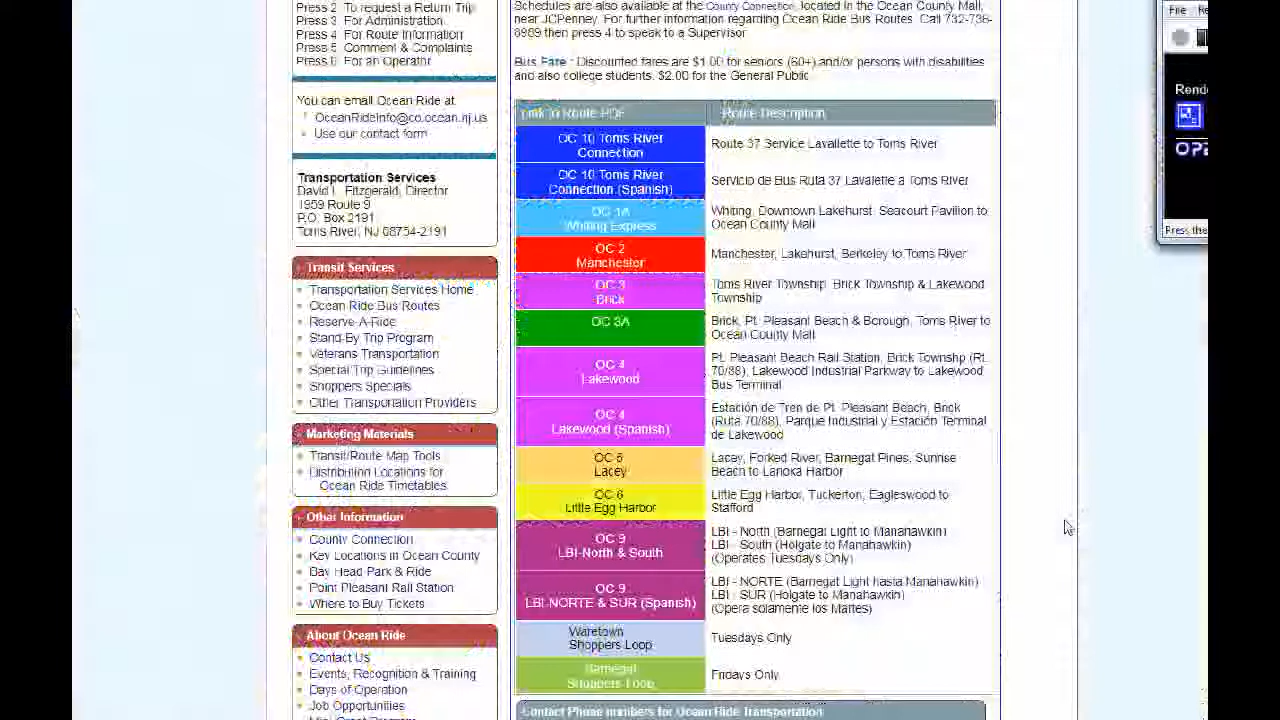 Press 2 To request a Return Trip
Press 3 For Administration
Press 4 For Route Information
Press 5 Comment & Complaints
Press 6 For an Operator
You can email Ocean Ride at
OceanRideInfo@co.ocean.nj.us
Use our contact form
Transportation Services
David L. Fitzgerald, Director
1959 Route 9
P.O. Box 2191
Toms River, NJ 08754-2191
Transit Services
Transportation Services Home
Ocean Ride Bus Routes
Reserve-A-Ride
Stand-By Trip Program
Veterans Transportation
Special Trip Guidelines
Shoppers Specials
Other Transportation Providers
Marketing Materials
Transit/Route Map Tools
Distribution Locations for
Ocean Ride Timetables
Other Information
County Connection
Key Locations in Ocean County
Bay Head Park & Ride
Point Pleasant Rail Station
Where to Buy Tickets
About Ocean Ride
Contact Us
Events, Recognition & Training
Days of Operation
Job Opportunities
Schedules are also available at the County Connection, located in the Ocean County Mall,
near JCPenney. For further information regarding Ocean Ride Bus Routes Call 732-736-
8989 then press 4 to speak to a Supervisor
Bus Fare : Discounted fares are $1.00 for seniors (60+) and/or persons with disabilities
and also college students. $2.00 for the General Public
Link to Route PDF Route Description
OC 10 Toms River
Connection
Route 37 Service Lavallette to Toms River
OC 10 Toms River
Connection (Spanish)
Servicio de Bus Ruta 37 Lavalette a Toms River
OC 1A
Whiting Express
Whiting, Downtown Lakehurst, Seacourt Pavilion to
Ocean County Mall
OC 2
Manchester
Manchester, Lakehurst, Berkeley to Toms River
OC 3
Brick
Toms River Township, Brick Township & Lakewood
Township
OC 3A
Brick, Pt. Pleasant Beach & Borough, Toms River to
Ocean County Mall
OC 4
Lakewood
Pt. Pleasant Beach Rail Station, Brick Townshp (Rt.
70/88), Lakewood Industrial Parkway to Lakewood
Bus Terminal
OC 4
Lakewood (Spanish)
Estación de Tren de Pt. Pleasant Beach, Brick
(Ruta 70/88), Parque Industrial y Estación Terminal
de Lakewood
OC 5
Lacey
Lacey, Forked River, Barnegat Pines, Sunrise
Beach to Lanoka Harbor
OC 6
Little Egg Harbor
Little Egg Harbor, Tuckerton, Eagleswood to
Stafford
OC 9
LBI-North & South
LBI - North (Barnegat Light to Manahawkin)
LBI - South (Holgate to Manahawkin)
(Operates Tuesdays Only)
OC 9
LBI-NORTE & SUR (Spanish)
LBI - NORTE (Barnegat Light hasta Manahawkin)
LBI - SUR (Holgate to Manahawkin)
(Opera solamente los Martes)
Waretown
Shoppers Loop
Tuesdays Only
Barnegat
Shoppers Loop
Fridays Only
Contact Phone numbers for Ocean Ride Transportation
File
Press the